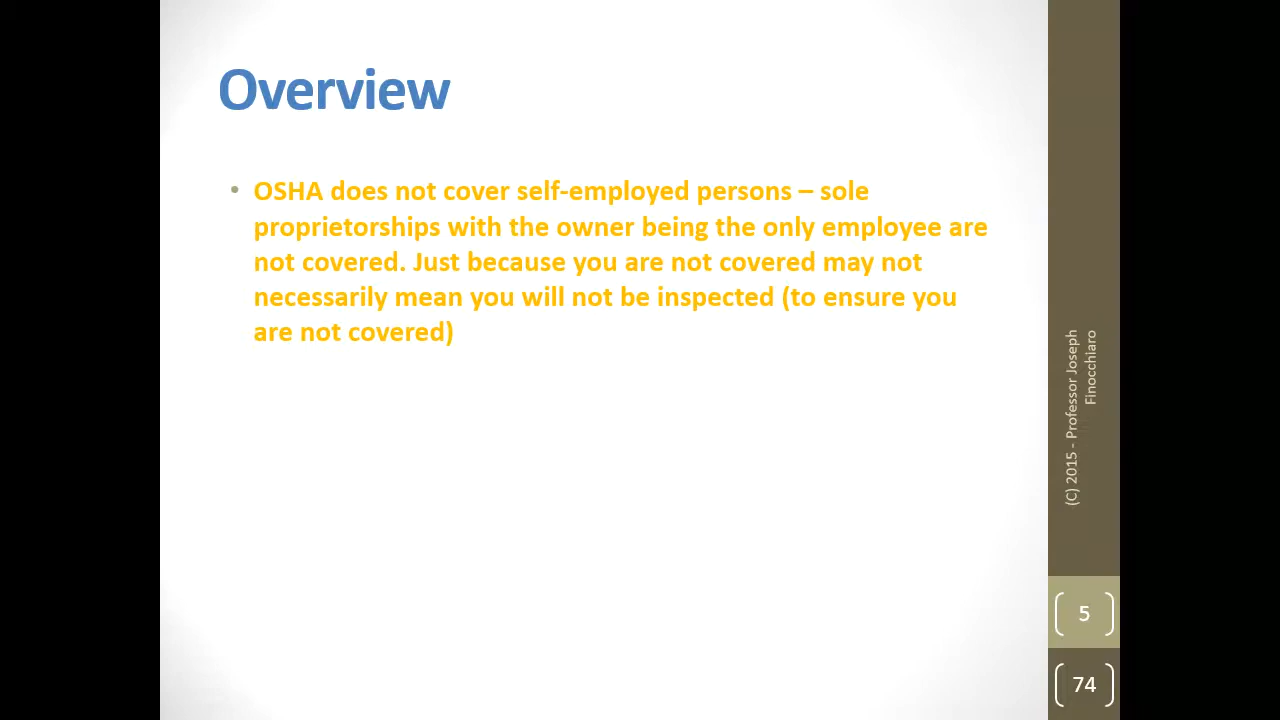 Overview
• OSHA does not cover self-employed persons – sole
proprietorships with the owner being the only employee are
not covered. Just because you are not covered may not
necessarily mean you will not be inspected (to ensure you
are not covered)
(C) 2015 - Professor Joseph
Finocchiaro
5
74